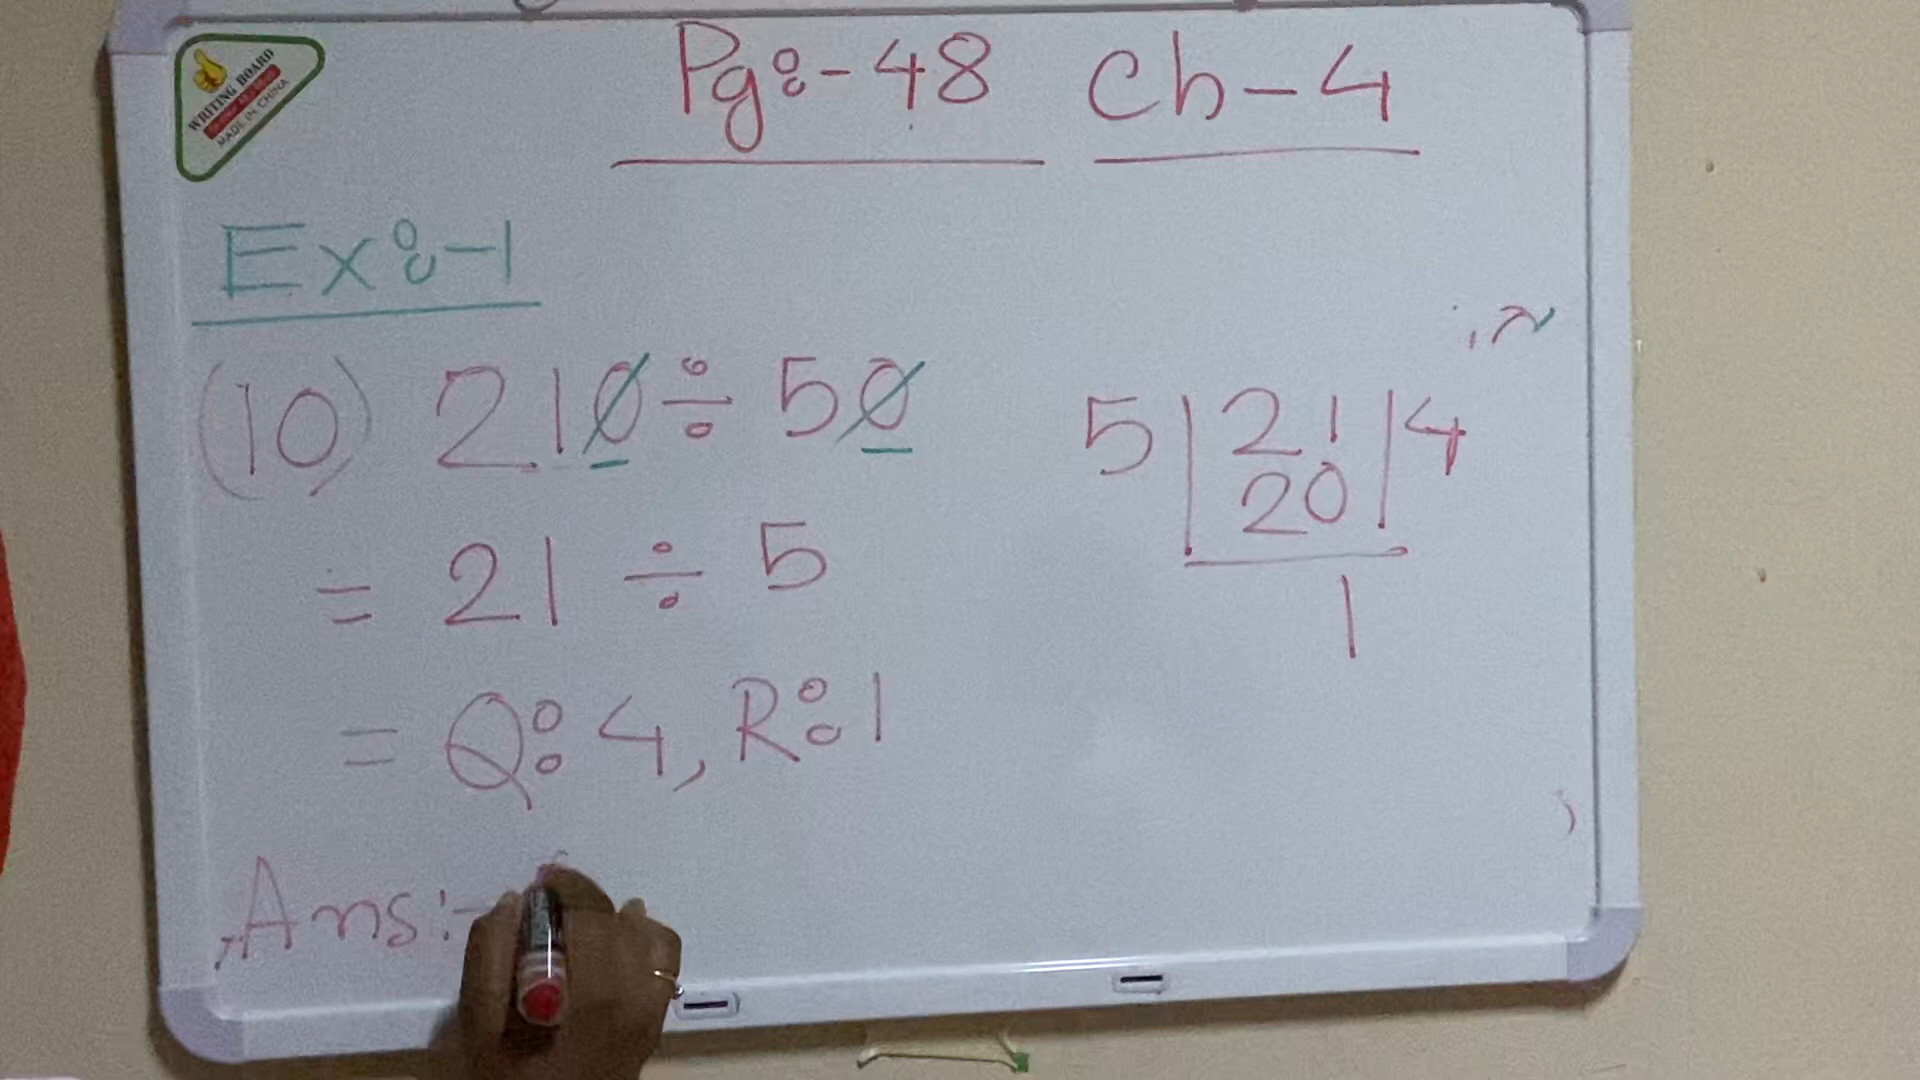 WRITING BOARD
MADE IN CHINA
Pg:-48 Ch-4
Ex:-1
(10) 210 ÷ 50
= 21 ÷ 5
= Q: 4, R: 1
Ans:-
5 | 21 | 4
20
1